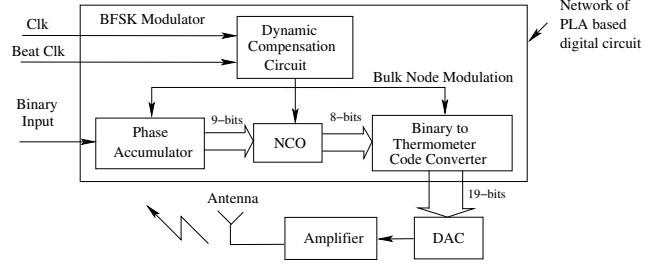 Clk
BFSK Modulator
Network of
PLA based
digital circuit
Beat Clk
Dynamic
Compensation
Circuit
Bulk Node Modulation
Binary
Input
Phase
Accumulator
9-bits
NCO
8-bits
Binary to
Thermometer
Code Converter
19-bits
Antenna
Amplifier
DAC